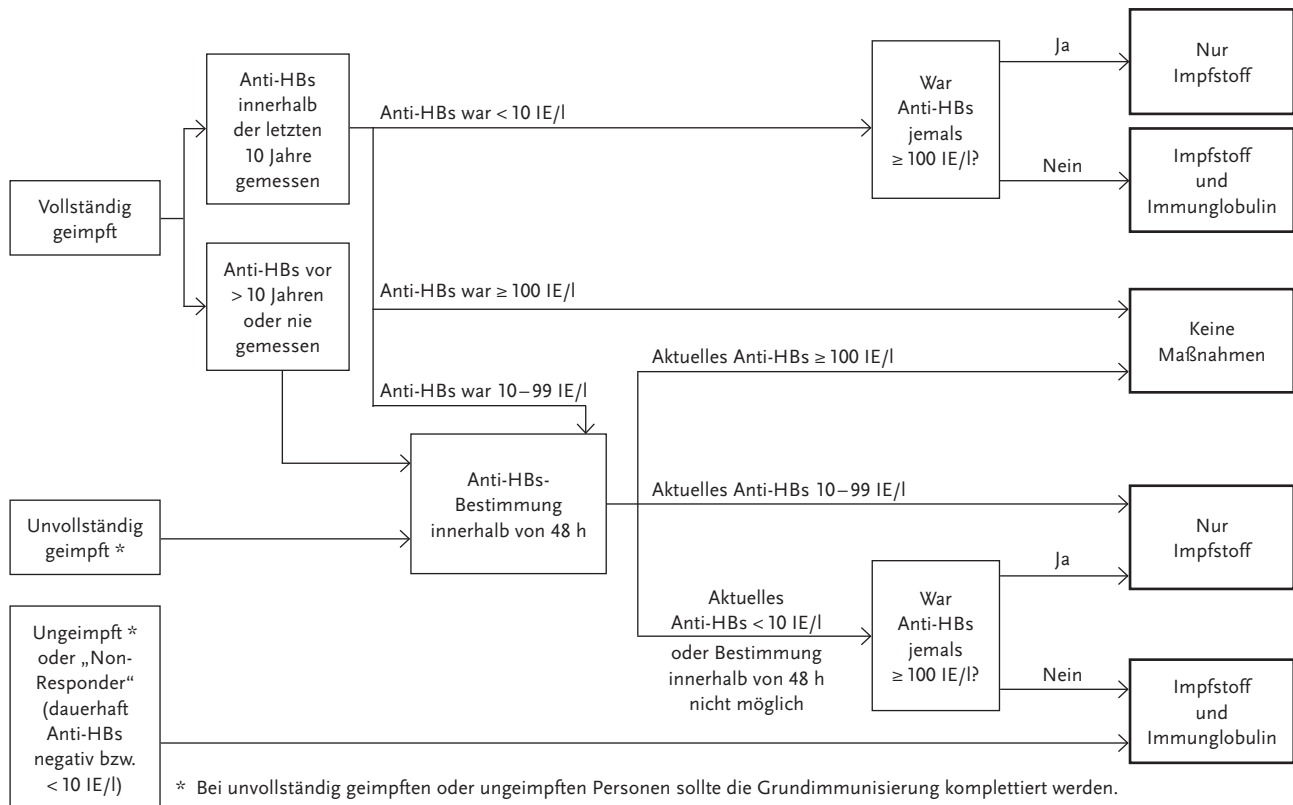 Vollständig
geimpft
Anti-HBs
innerhalb
der letzten
10 Jahre
gemessen
Anti-HBs vor
> 10 Jahren
oder nie
gemessen
Anti-HBs war < 10 IE/l
War
Anti-HBs
jemals
≥ 100 IE/l?
Ja
Nur
Impfstoff
Nein
Impfstoff
und
Immunglobulin
Anti-HBs war ≥ 100 IE/l
Keine
Maßnahmen
Aktuelles Anti-HBs ≥ 100 IE/l
Anti-HBs war 10–99 IE/l
Unvollständig
geimpft *
Anti-HBs-
Bestimmung
innerhalb von 48 h
Aktuelles Anti-HBs 10–99 IE/l
Nur
Impfstoff
Aktuelles
Anti-HBs < 10 IE/l
oder Bestimmung
innerhalb von 48 h
nicht möglich
War
Anti-HBs
jemals
≥ 100 IE/l?
Ja
Nein
Impfstoff
und
Immunglobulin
Ungeimpft *
oder „Non-
Responder“
(dauerhaft
Anti-HBs
negativ bzw.
< 10 IE/l)
* Bei unvollständig geimpften oder ungeimpften Personen sollte die Grundimmunisierung komplettiert werden.